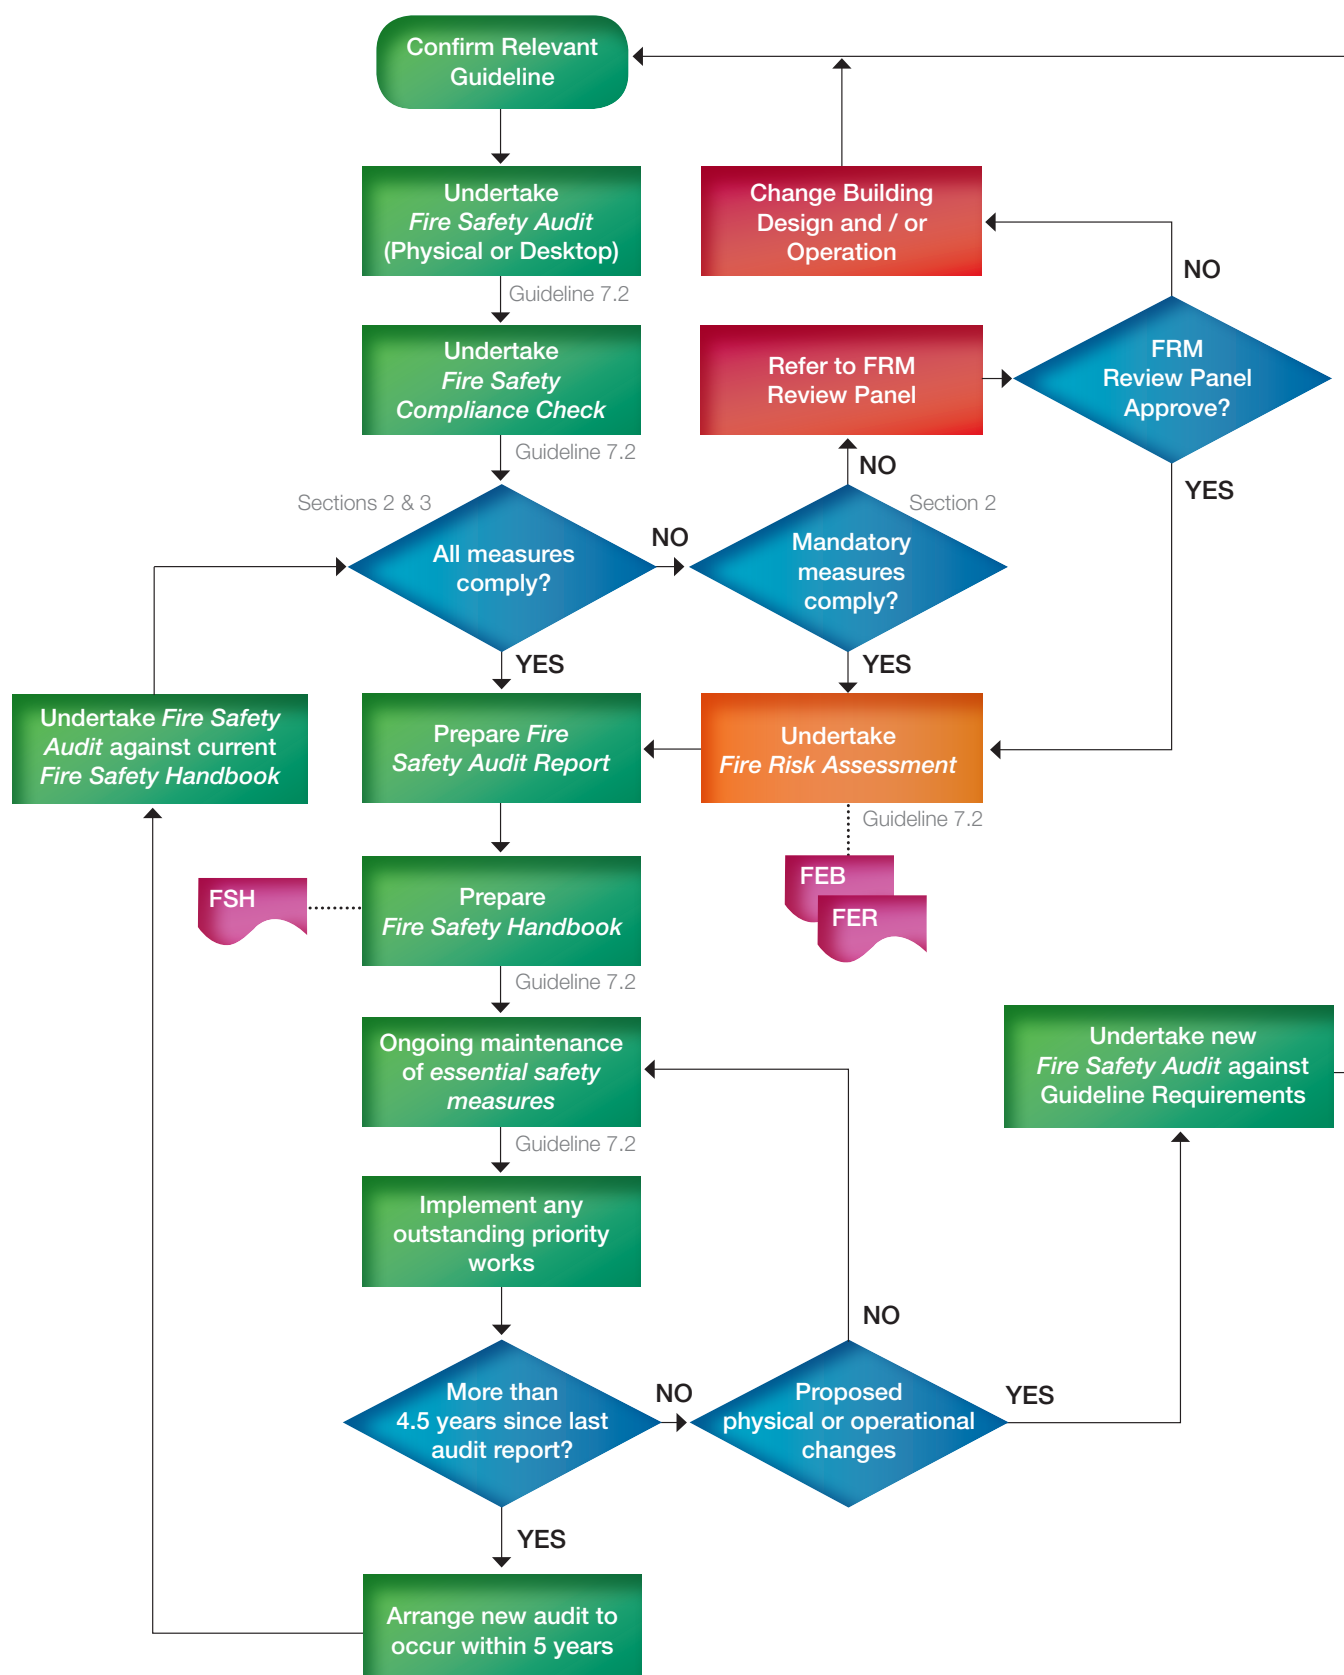 Confirm Relevant
Guideline
Undertake
Fire Safety Audit
(Physical or Desktop)
Change Building
Design and / or
Operation
NO
Guideline 7.2
Undertake
Fire Safety
Compliance Check
Refer to FRM
Review Panel
FRM
Review Panel
Approve?
Guideline 7.2
NO
YES
Sections 2 & 3
Section 2
All measures
comply?
NO
Mandatory
measures
comply?
YES
YES
Undertake Fire Safety
Audit against current
Fire Safety Handbook
Prepare Fire
Safety Audit Report
Undertake
Fire Risk Assessment
Guideline 7.2
FSH
Prepare
Fire Safety Handbook
FEB
FER
Guideline 7.2
Ongoing maintenance
of essential safety
measures
Undertake new
Fire Safety Audit against
Guideline Requirements
Guideline 7.2
Implement any
outstanding priority
works
NO
More than
4.5 years since last
audit report?
NO
Proposed
physical or operational
changes
YES
YES
Arrange new audit to
occur within 5 years